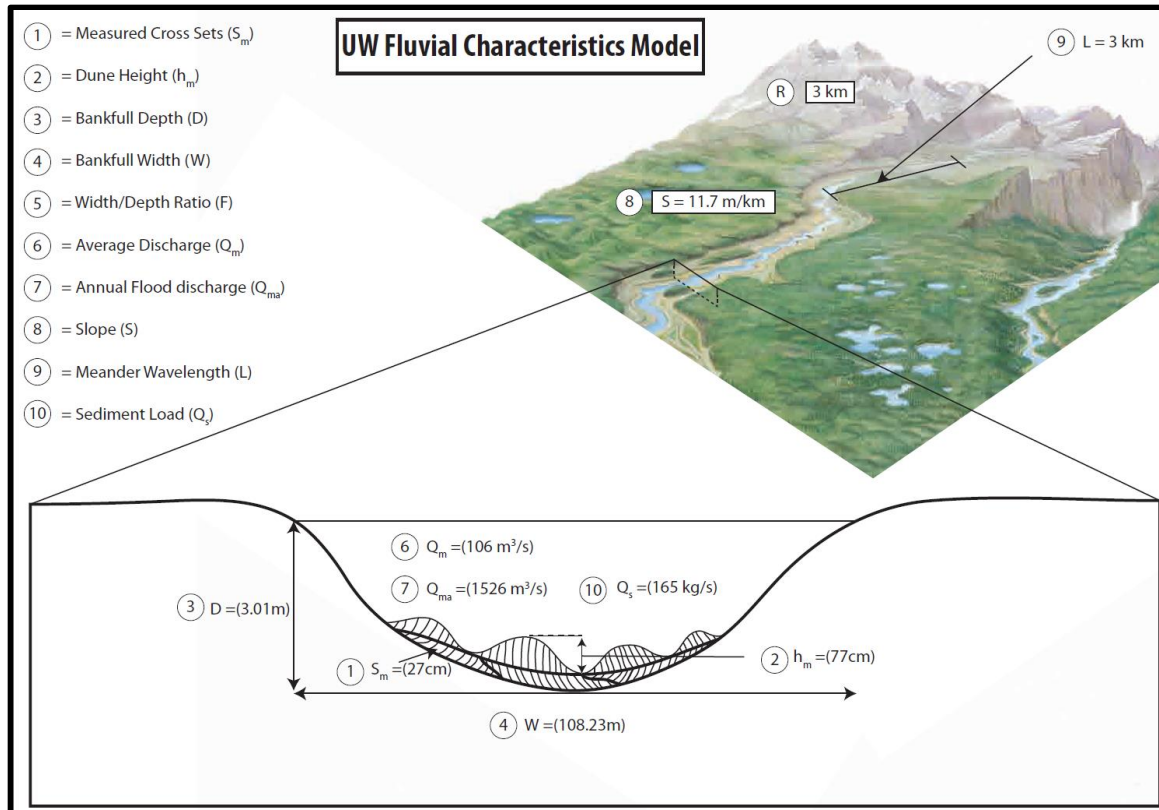 UW Fluvial Characteristics Model
1 = Measured Cross Sets (Sm)
2 = Dune Height (hm)
3 = Bankfull Depth (D)
4 = Bankfull Width (W)
5 = Width/Depth Ratio (F)
6 = Average Discharge (Qm)
7 = Annual Flood discharge (Qma)
8 = Slope (S)
9 = Meander Wavelength (L)
10 = Sediment Load (Qs)
9 L = 3 km
R 3 km
8 S = 11.7 m/km
6 Qm =(106 m³/s)
7 Qma =(1526 m³/s)
10 Qs =(165 kg/s)
3 D =(3.01m)
1 Sm =(27cm)
2 hm =(77cm)
4 W =(108.23m)